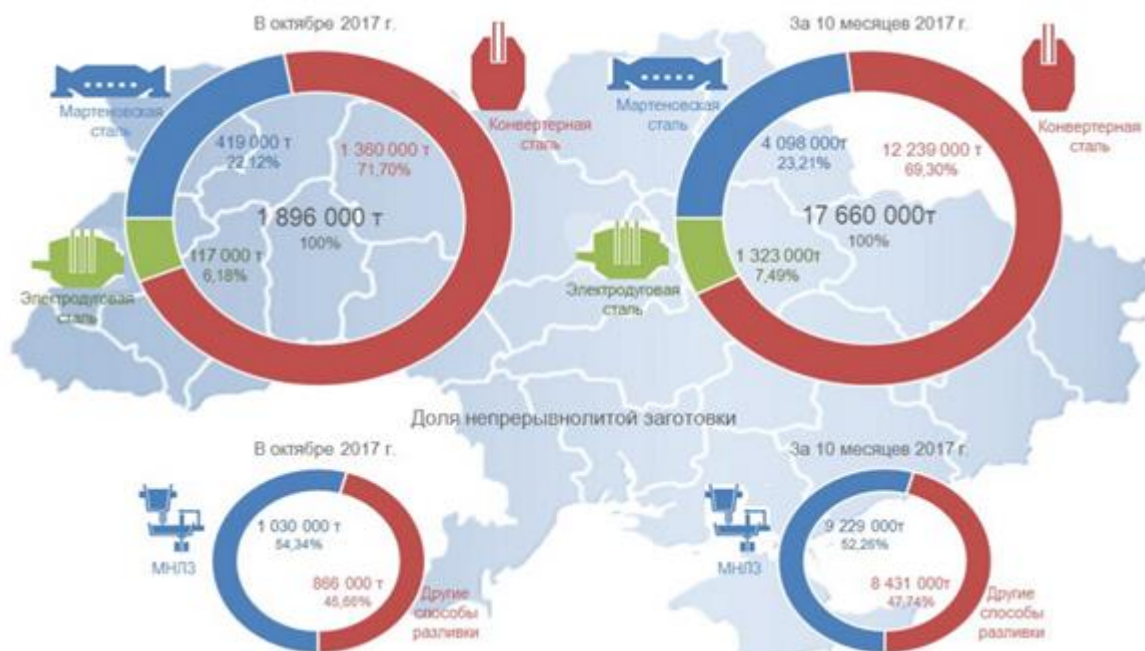 В октябре 2017 г.
Мартеновская
сталь
Конвертерная
сталь
419 000 т
22,12%
1 360 000 т
71,70%
1 896 000 т
100%
117 000 т
6,18%
Электродуговая
сталь
За 10 месяцев 2017 г.
Мартеновская
сталь
Конвертерная
сталь
4 098 000т
23,21%
12 239 000 т
69,30%
17 660 000т
100%
1 323 000т
7,49%
Электродуговая
сталь
Доля непрерывнолитой заготовки
В октябре 2017 г.
1 030 000 т
54,34%
МНЛЗ
866 000 т
45,66%
Другие
способы
разливки
За 10 месяцев 2017 г.
9 229 000т
52,26%
МНЛЗ
8 431 000т
47,74%
Другие
способы
разливки